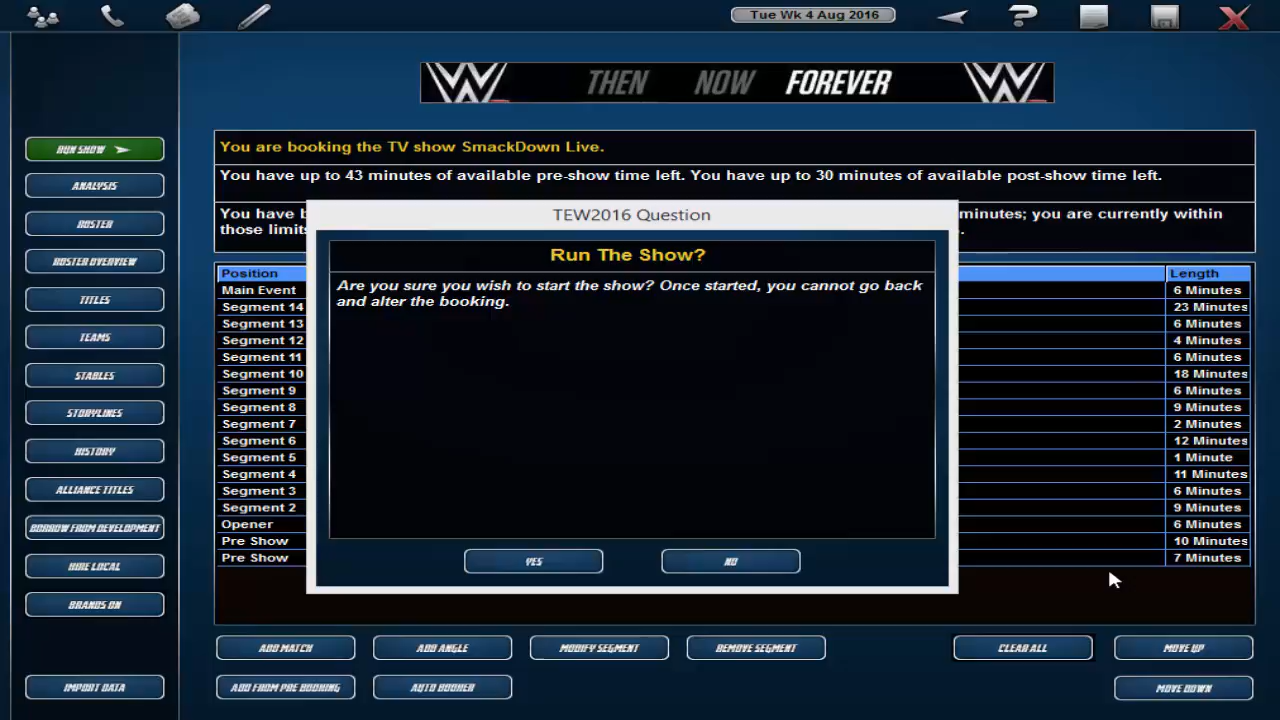 Tue Wk 4 Aug 2016
THEN NOW FOREVER
You are booking the TV show SmackDown Live.
You have up to 43 minutes of available pre-show time left. You have up to 30 minutes of available post-show time left.
You have b minutes; you are currently within
those limit
TEW2016 Question
Run The Show?
Are you sure you wish to start the show? Once started, you cannot go back
and alter the booking.
YES NO
RUN SHOW
ANALYSIS
ROSTER
ROSTER OVERVIEW
TITLES
TEAMS
STABLES
STORYLINES
HISTORY
ALLIANCE TITLES
BORROW FROM DEVELOPMENT
HIRE LOCAL
BRANDS ON
IMPORT DATA
Position Length
Main Event 6 Minutes
Segment 14 23 Minutes
Segment 13 6 Minutes
Segment 12 4 Minutes
Segment 11 6 Minutes
Segment 10 18 Minutes
Segment 9 6 Minutes
Segment 8 9 Minutes
Segment 7 2 Minutes
Segment 6 12 Minutes
Segment 5 1 Minute
Segment 4 11 Minutes
Segment 3 6 Minutes
Segment 2 9 Minutes
Opener 6 Minutes
Pre Show 10 Minutes
Pre Show 7 Minutes
ADD MATCH ADD ANGLE MODIFY SEGMENT REMOVE SEGMENT CLEAR ALL MOVE UP
ADD FROM PRE BOOKING AUTO BOOKER MOVE DOWN